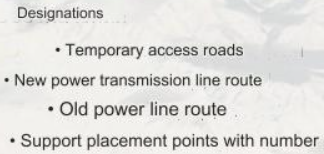 Designations
• Temporary access roads
• New power transmission line route
• Old power line route
• Support placement points with number